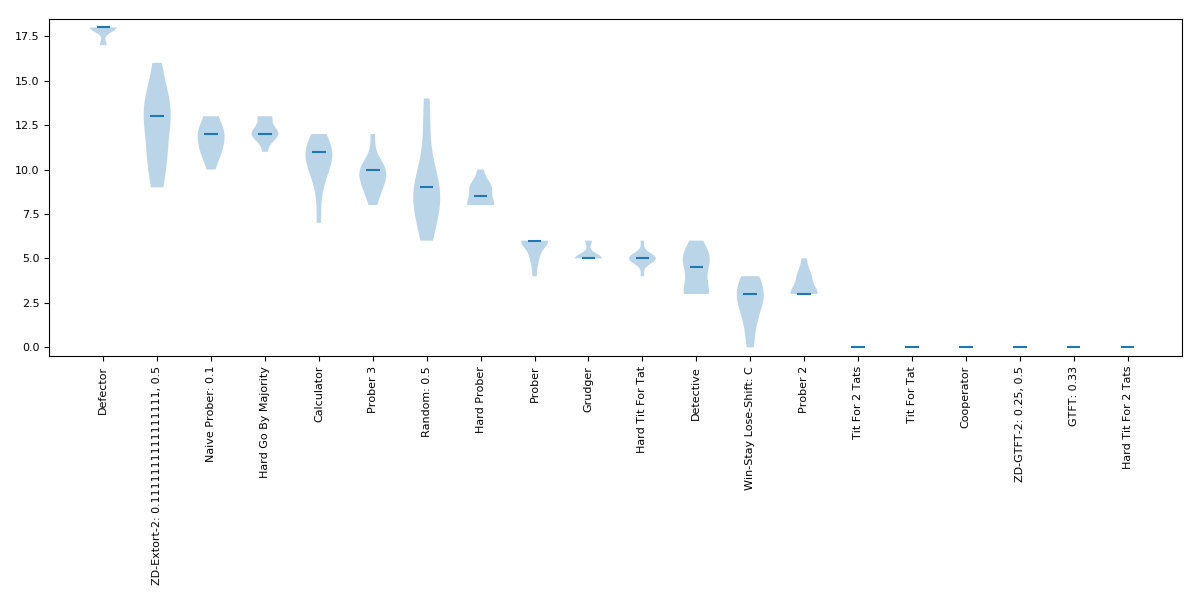 17.5
15.0
12.5
10.0
7.5
5.0
2.5
0.0
Defector
ZD-Extort-2: 0.1111111111111111, 0.5
Naive Prober: 0.1
Hard Go By Majority
Calculator
Prober 3
Random: 0.5
Hard Prober
Prober
Grudger
Hard Tit For Tat
Detective
Win-Stay Lose-Shift: C
Prober 2
Tit For 2 Tats
Tit For Tat
Cooperator
ZD-GTFT-2: 0.25, 0.5
GTFT: 0.33
Hard Tit For 2 Tats